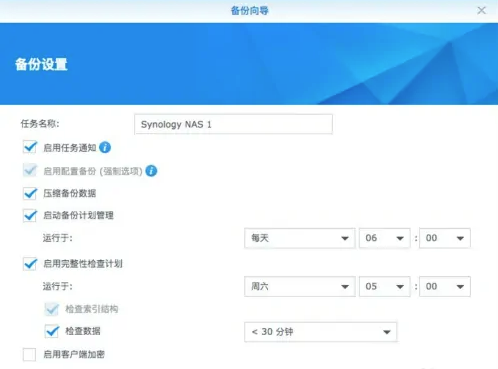 备份向导
备份设置
任务名称: Synology NAS 1
启用任务通知
启用配置备份 (强制选项)
压缩备份数据
启动备份计划管理
运行于: 每天 06 : 00
启用完整性检查计划
运行于: 周六 05 : 00
检查索引结构
检查数据 < 30 分钟
启用客户端加密